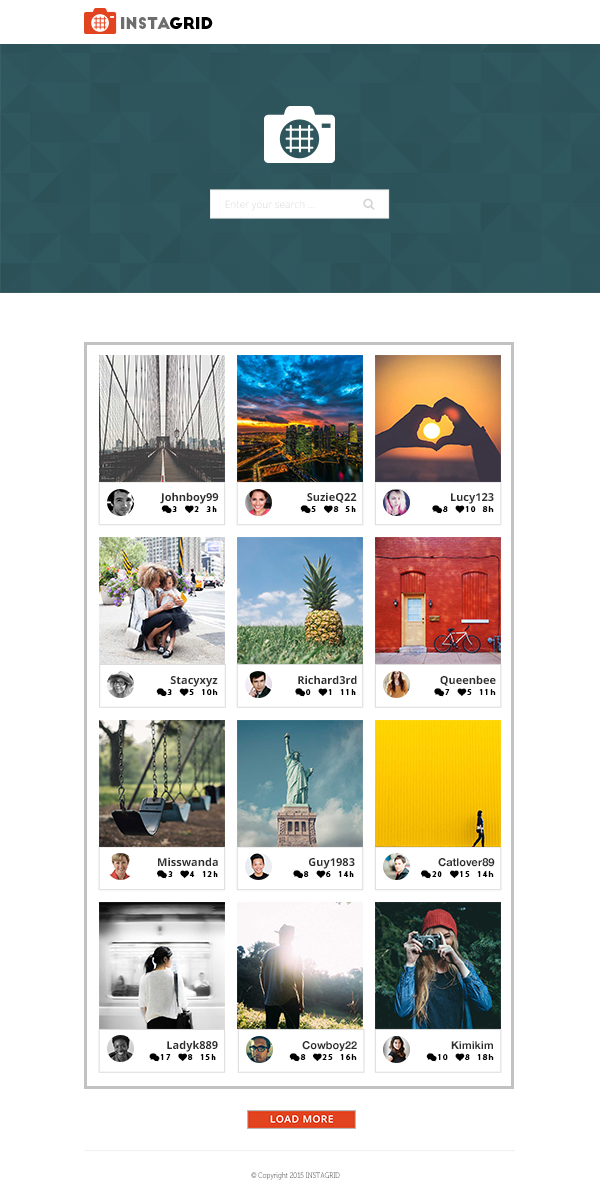 INSTAGRID
Enter your search ...
Johnboy99
3 2 3h
SuzieQ22
5 8 5h
Lucy123
8 10 8h
Stacyxyz
3 5 10h
Richard3rd
0 1 11h
Queenbee
7 5 11h
Misswanda
3 4 12h
Guy1983
8 6 14h
Catlover89
20 15 14h
Ladyk889
17 8 15h
Cowboy22
8 25 16h
Kimikim
10 8 18h
LOAD MORE
© Copyright 2015 INSTAGRID